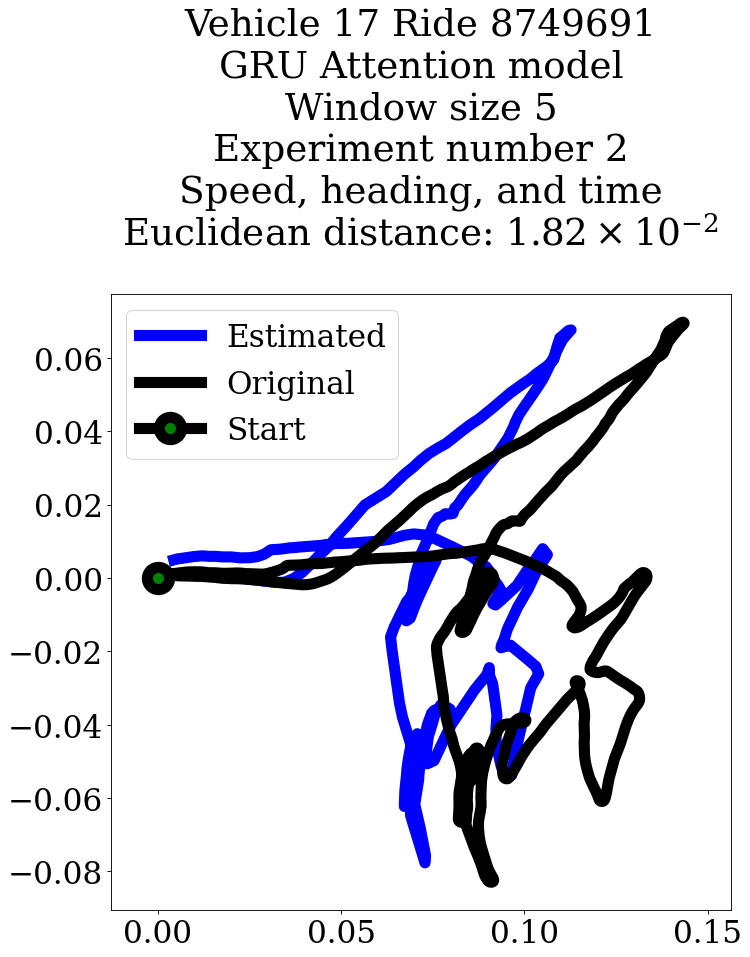 Vehicle 17 Ride 8749691
GRU Attention model
Window size 5
Experiment number 2
Speed, heading, and time
Euclidean distance: 1.82 × 10⁻²
Estimated
Original
Start
0.06
0.04
0.02
0.00
−0.02
−0.04
−0.06
−0.08
0.00 0.05 0.10 0.15